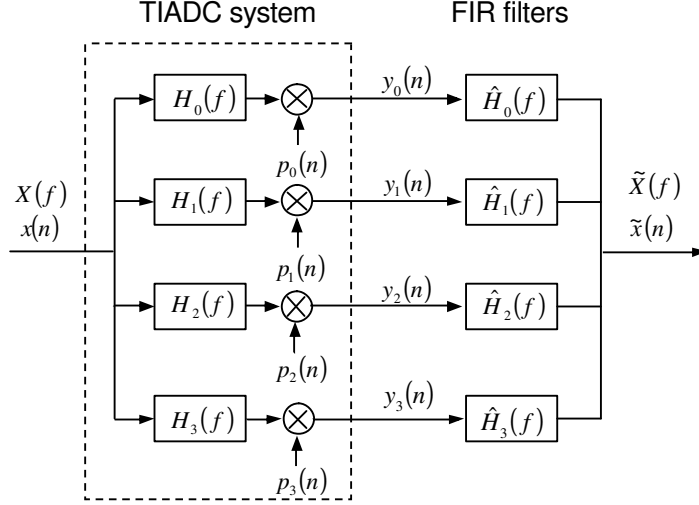 TIADC system FIR filters
H₀(f) y₀(n) Ĥ₀(f)
p₀(n)
X(f) H₁(f) y₁(n) Ĥ₁(f) X̃(f)
x(n) x̃(n)
p₁(n)
H₂(f) y₂(n) Ĥ₂(f)
p₂(n)
H₃(f) y₃(n) Ĥ₃(f)
p₃(n)